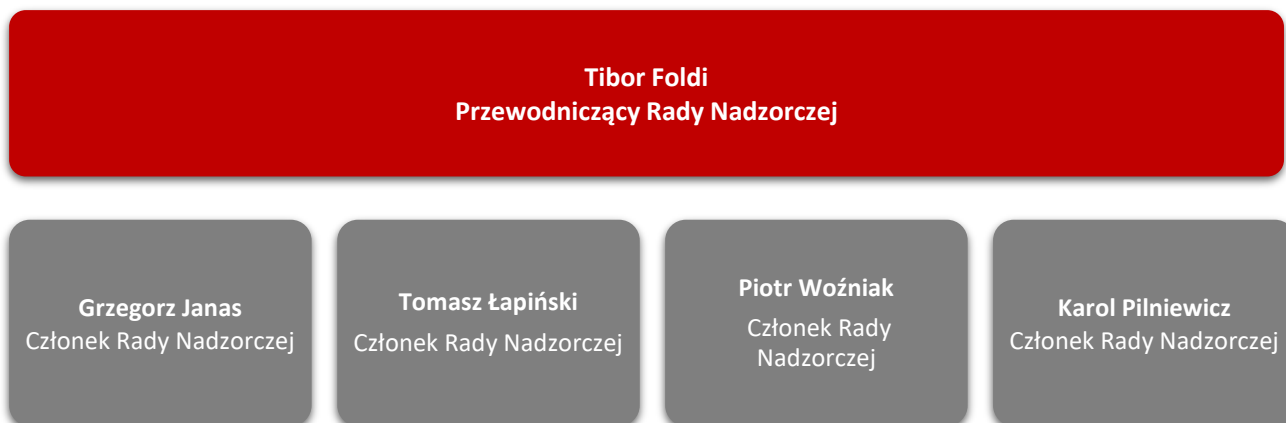 Tibor Foldi
Przewodniczący Rady Nadzorczej
Grzegorz Janas
Członek Rady Nadzorczej
Tomasz Łapiński
Członek Rady Nadzorczej
Piotr Woźniak
Członek Rady
Nadzorczej
Karol Pilniewicz
Członek Rady Nadzorczej